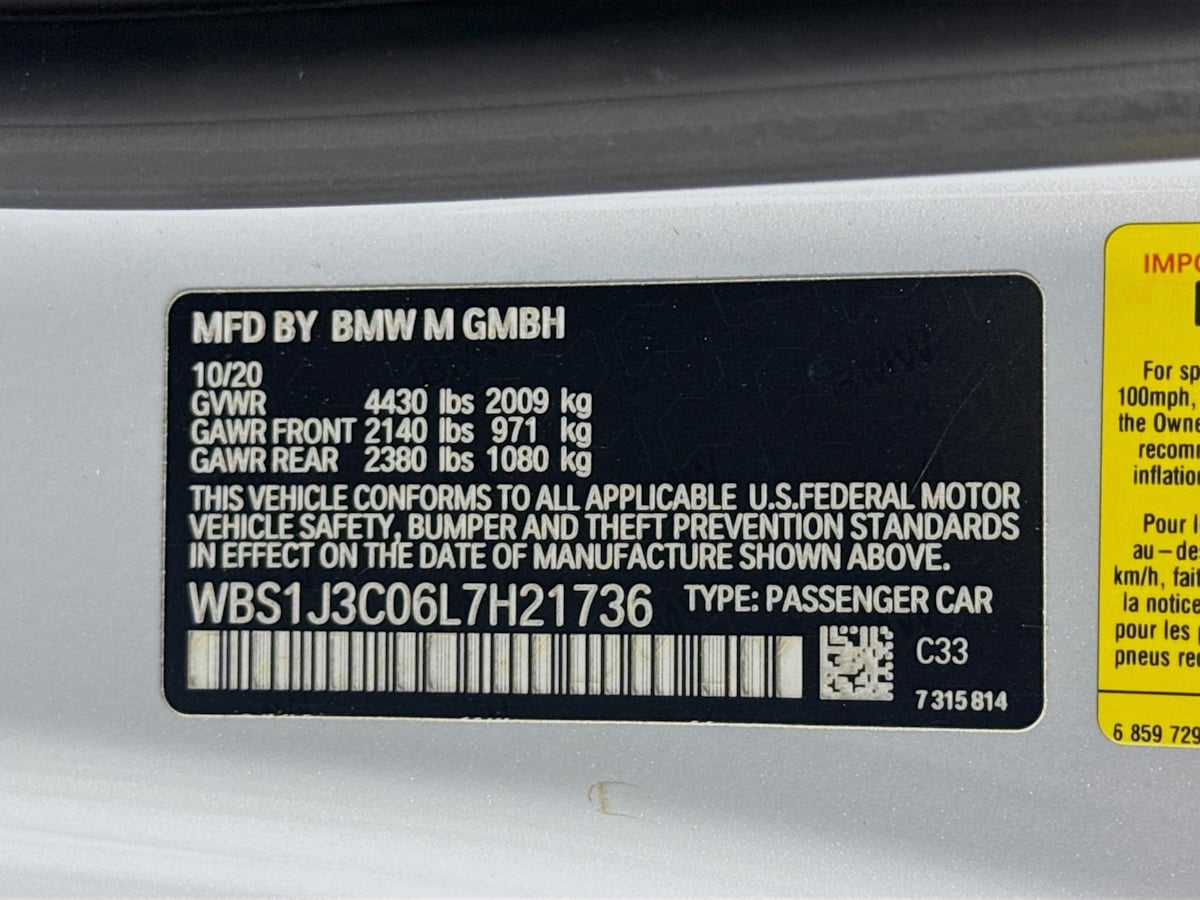 MFD BY BMW M GMBH
10/20
GVWR 4430 lbs 2009 kg
GAWR FRONT 2140 lbs 971 kg
GAWR REAR 2380 lbs 1080 kg
THIS VEHICLE CONFORMS TO ALL APPLICABLE U.S.FEDERAL MOTOR
VEHICLE SAFETY, BUMPER AND THEFT PREVENTION STANDARDS
IN EFFECT ON THE DATE OF MANUFACTURE SHOWN ABOVE.
WBS1J3C06L7H21736 TYPE: PASSENGER CAR
C33
7 315 814
IMPO
For sp
100mph,
the Owne
recomm
inflation
Pour l
au-des
km/h, fait
la notice
pour les
pneus rec
6 859 729